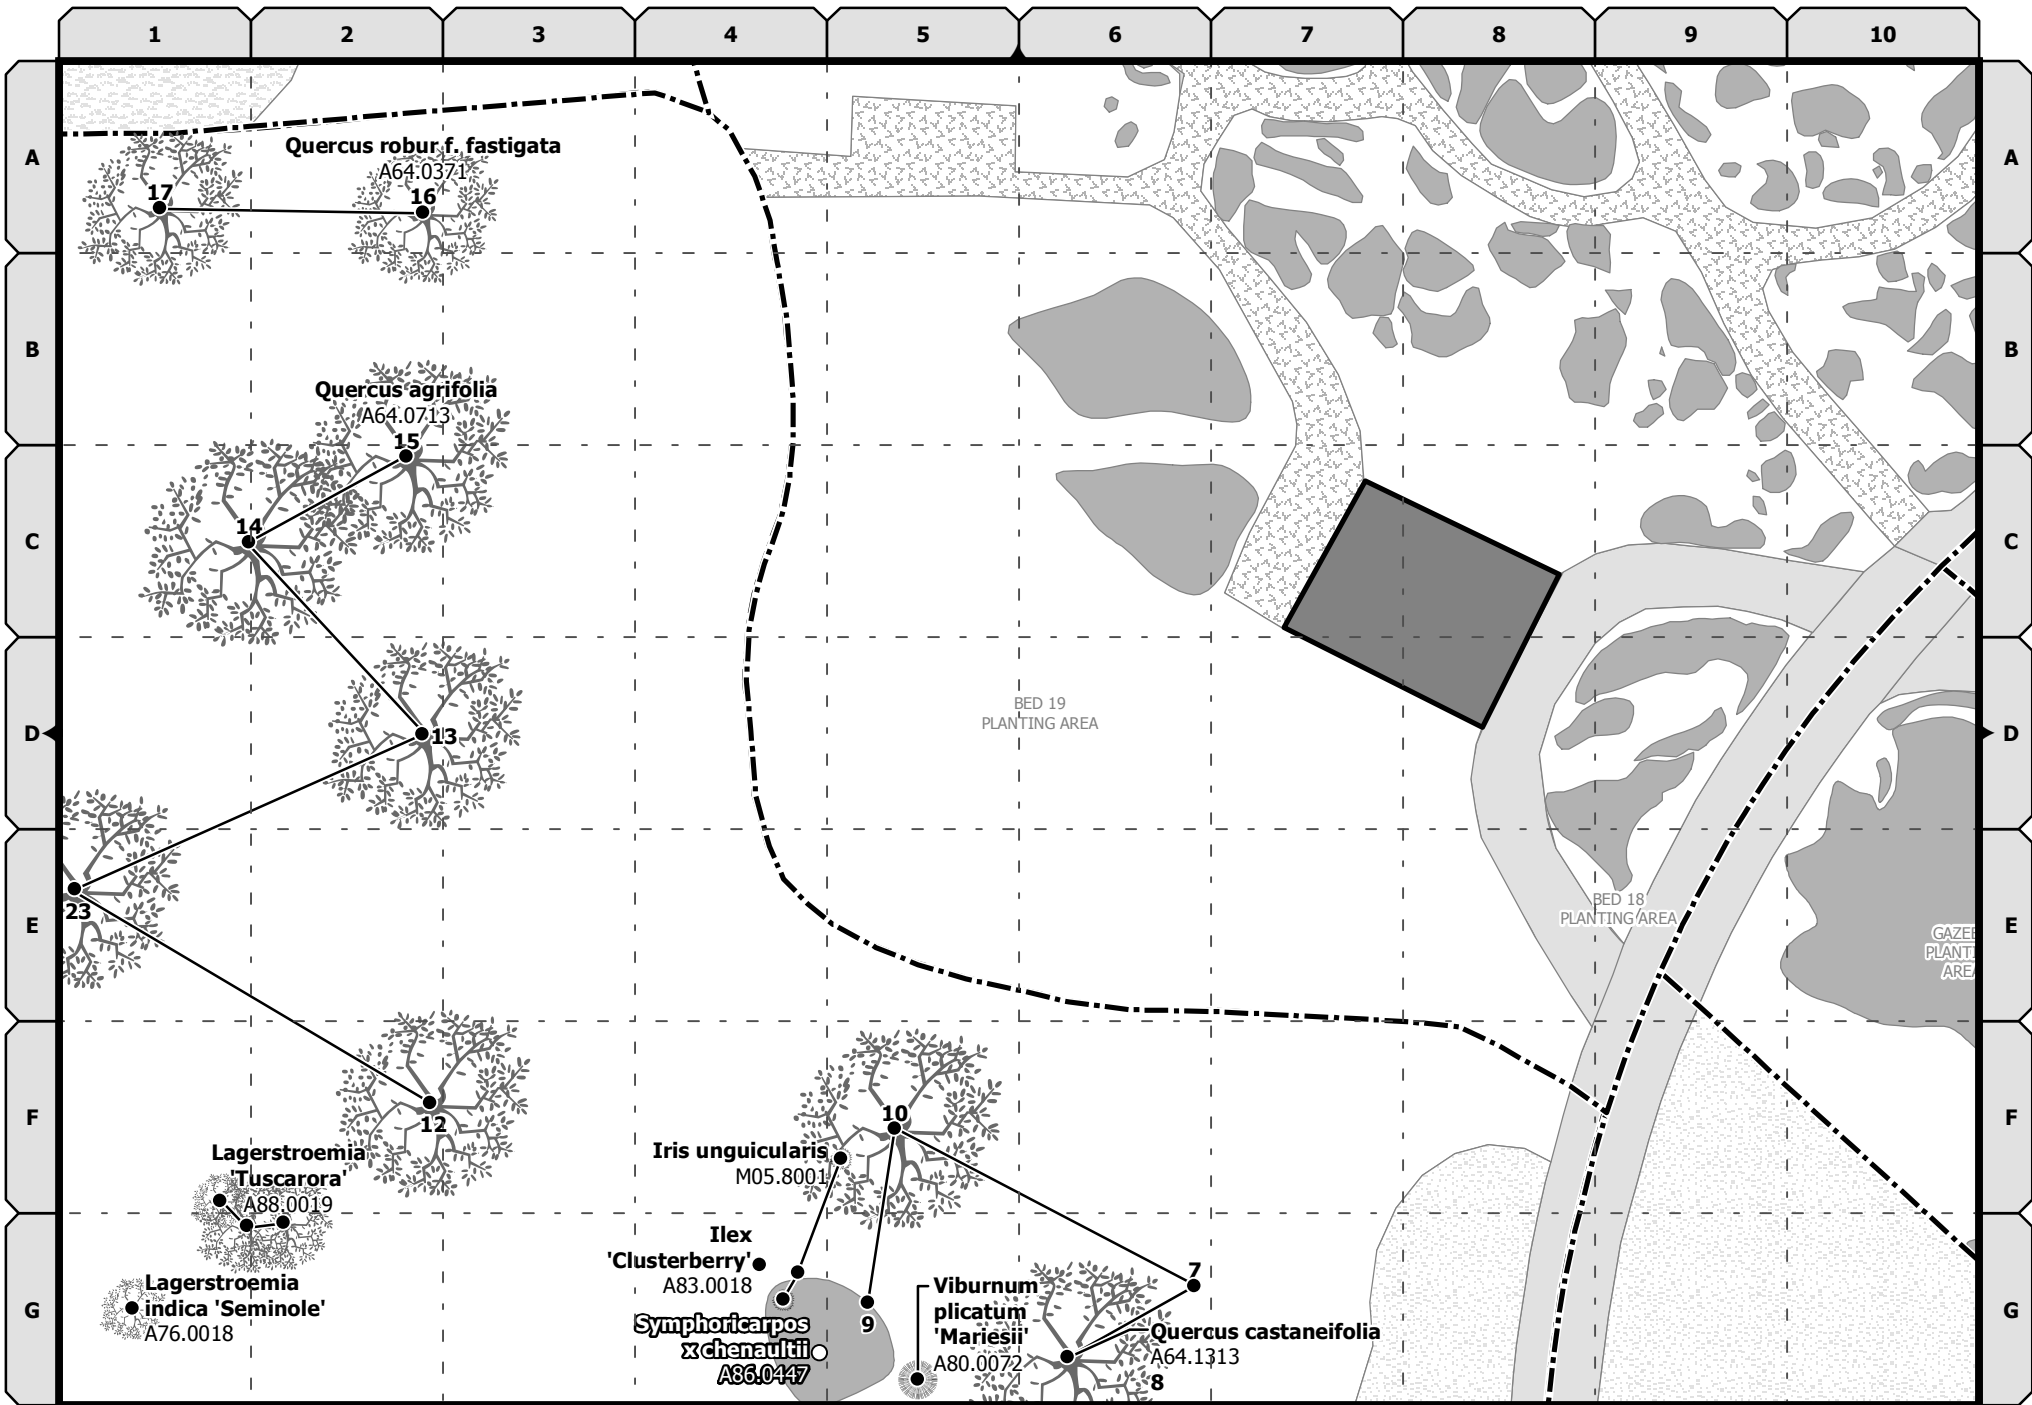 1 2 3 4 5 6 7 8 9 10
A A
Quercus robur f. fastigata
A64.0371
17 16
B B
Quercus agrifolia
A64.0713
15
14
C C
BED 19
PLANTING AREA
D 13 D
23
E E
BED 18
PLANTING AREA
GAZEB
PLANTI
AREA
F F
12
10
Lagerstroemia
'Tuscarora'
A88.0019
Iris unguicularis
M05.8001
Ilex
'Clusterberry'
A83.0018
7
G G
Lagerstroemia
indica 'Seminole'
A76.0018
Symphoricarpos
x chenaultii
A86.0447
9
Viburnum
plicatum
'Mariesii'
A80.0072
Quercus castaneifolia
A64.1313
8